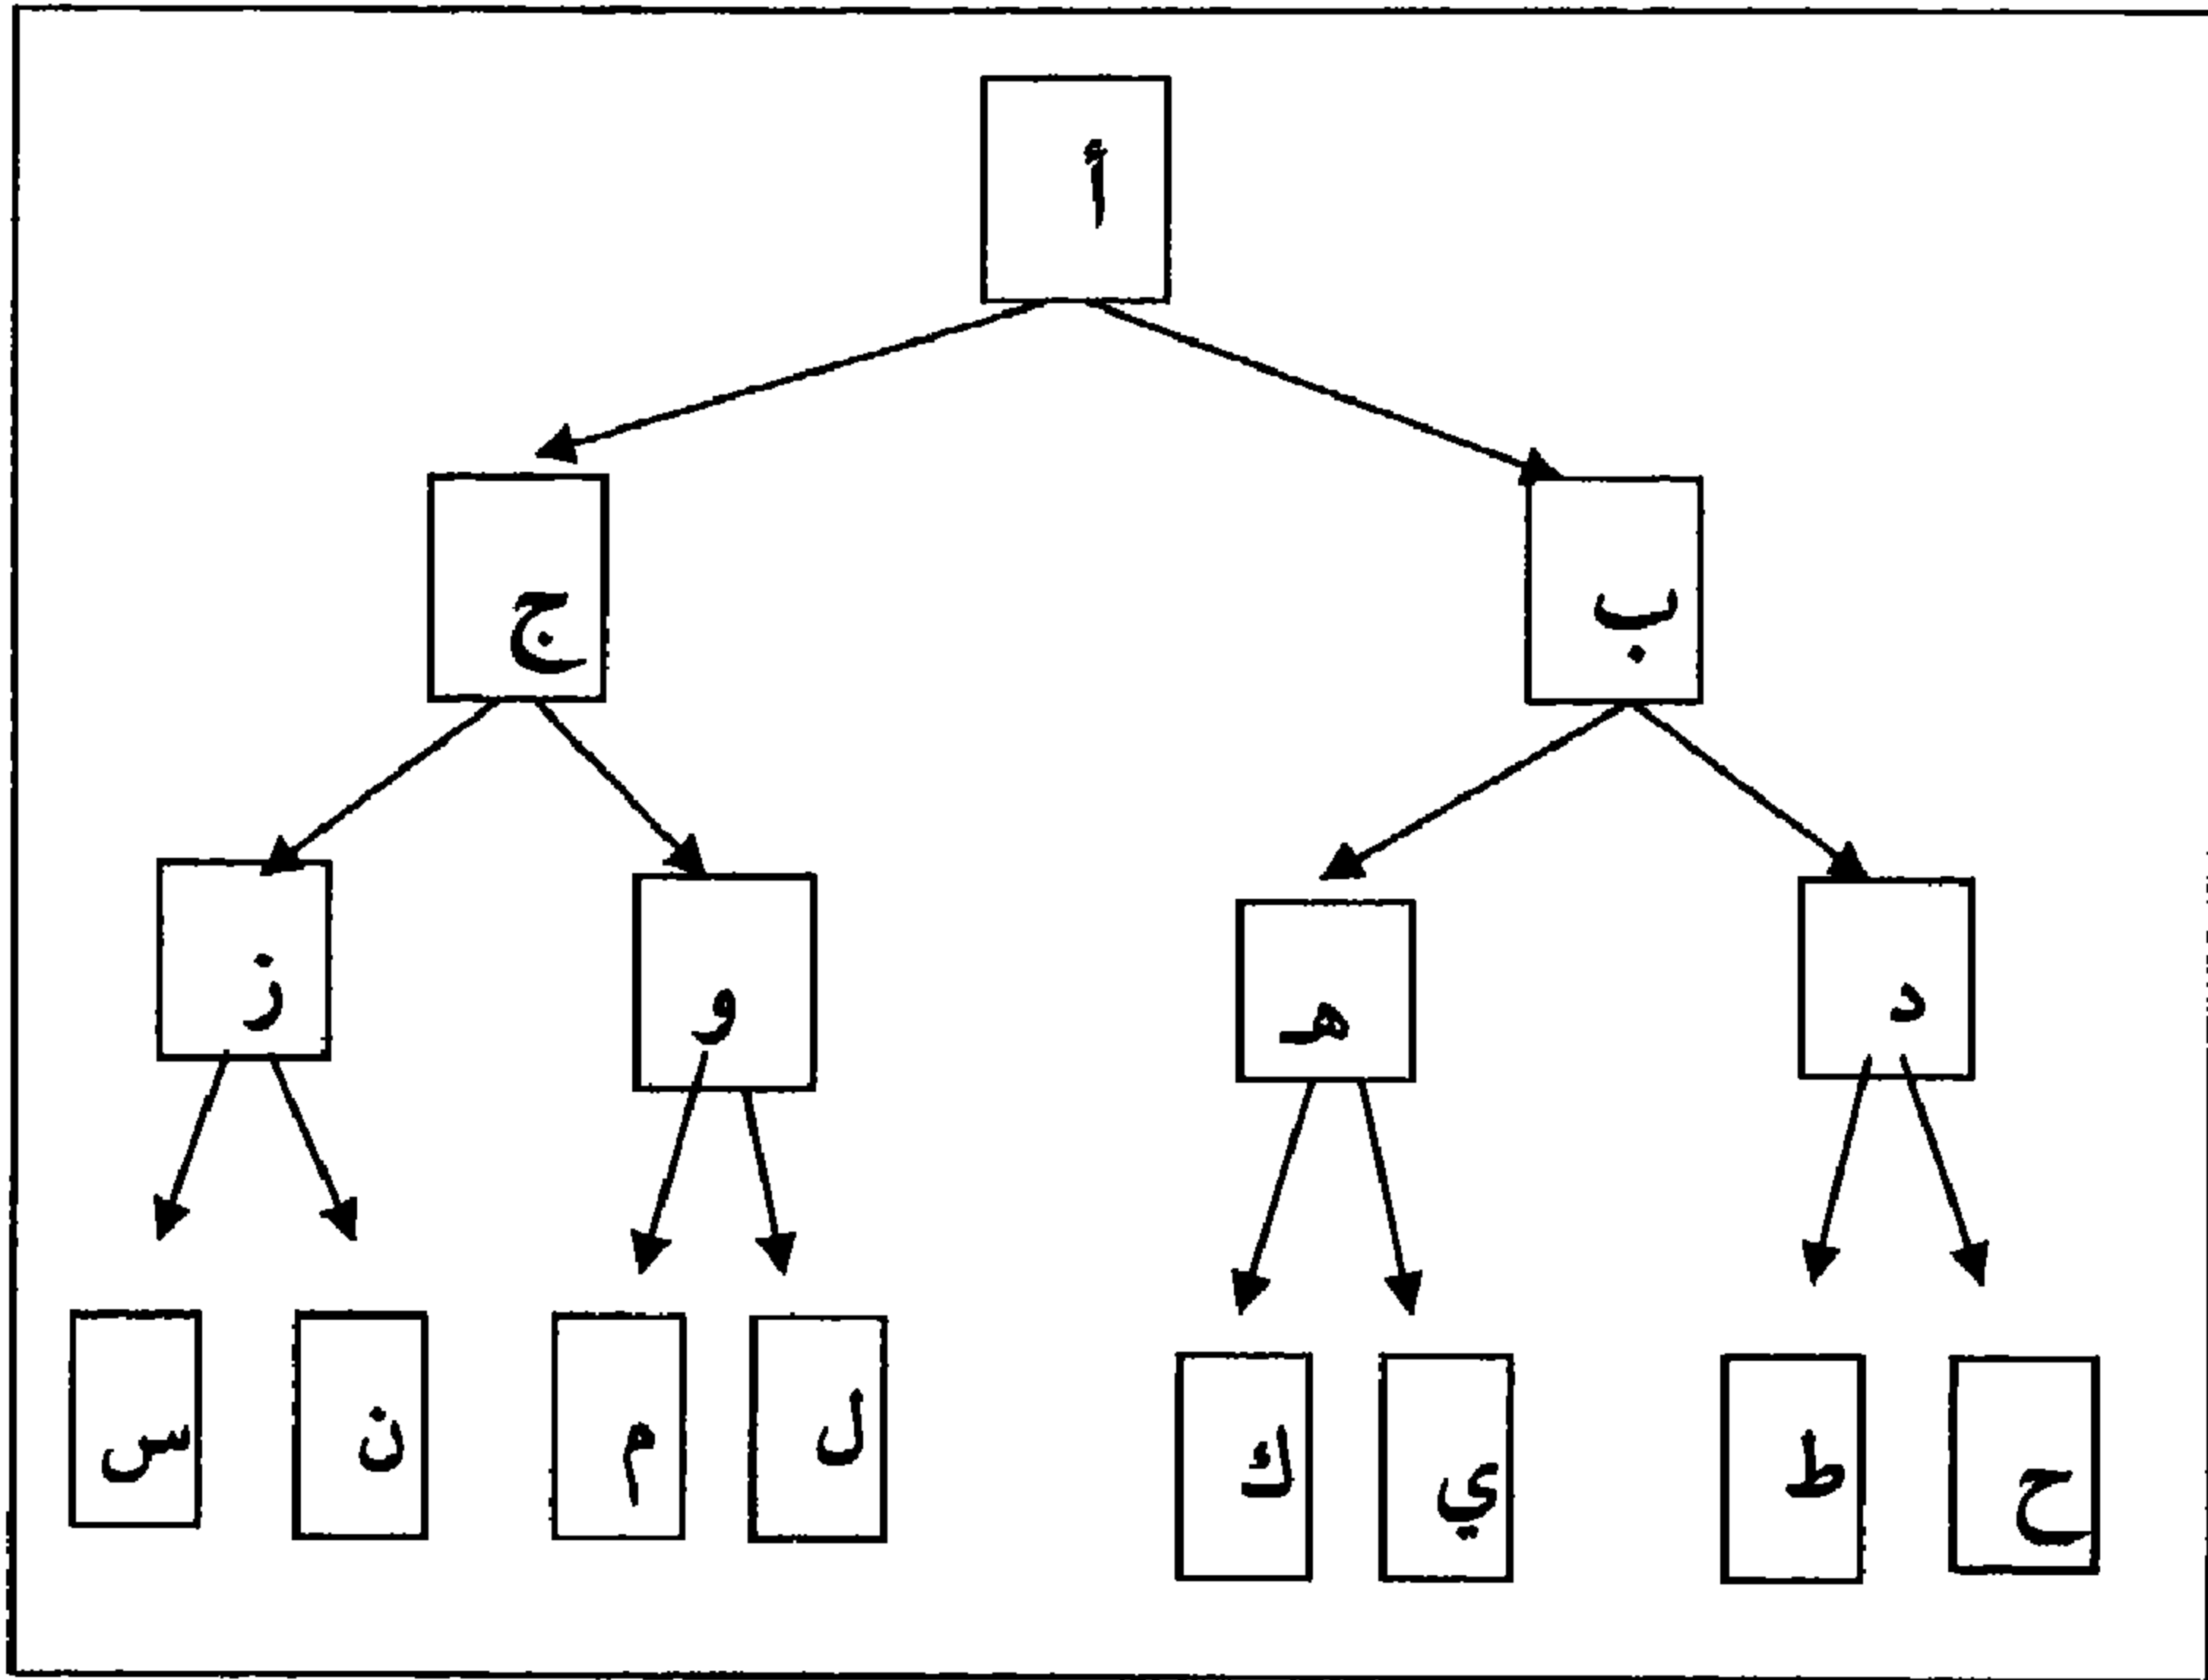 أ
ب ج
د هـ و ز
ح ط ي ك ل م ن س